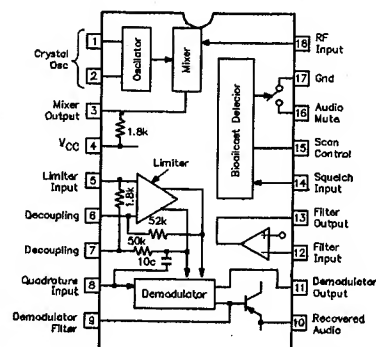 1
Crystal Osc
2
Oscilator
Mixer
18
RF Input
Mixer Output
3
1.8k
VCC
4
Bioailcast Detecior
17
Gnd
16
Audio Mute
15
Scan Control
14
Squelch Input
Limiter
Limiter Input
5
1.8k
Decoupling
6
52k
Decoupling
7
50k
10c
13
Filter Output
12
Filter Input
Quadrature Input
8
Demodulator
11
Demodulator Output
Demodulator Filter
9
10
Recovered Audio